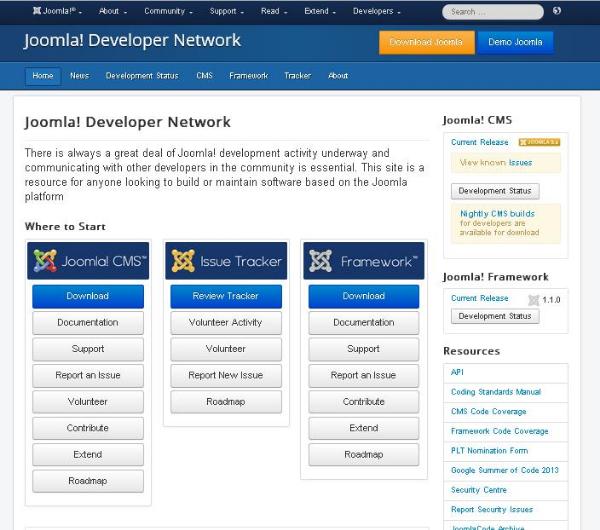 Joomla!® About Community Support Read Extend Developers Search ...
Joomla! Developer Network
Download Joomla Demo Joomla
Home News Development Status CMS Framework Tracker About
Joomla! Developer Network
There is always a great deal of Joomla! development activity underway and
communicating with other developers in the community is essential. This site is a
resource for anyone looking to build or maintain software based on the Joomla
platform
Where to Start
Joomla! CMS™
Download
Documentation
Support
Report an Issue
Volunteer
Contribute
Extend
Roadmap
Issue Tracker
Review Tracker
Volunteer Activity
Volunteer
Report New Issue
Roadmap
Framework™
Download
Documentation
Support
Report an Issue
Contribute
Extend
Roadmap
Joomla! CMS
Current Release
View known Issues
Development Status
Nightly CMS builds
for developers are
available for download
Joomla! Framework
Current Release 1.1.0
Development Status
Resources
API
Coding Standards Manual
CMS Code Coverage
Framework Code Coverage
PLT Nomination Form
Google Summer of Code 2013
Security Centre
Report Security Issues
JoomlaCode Archive